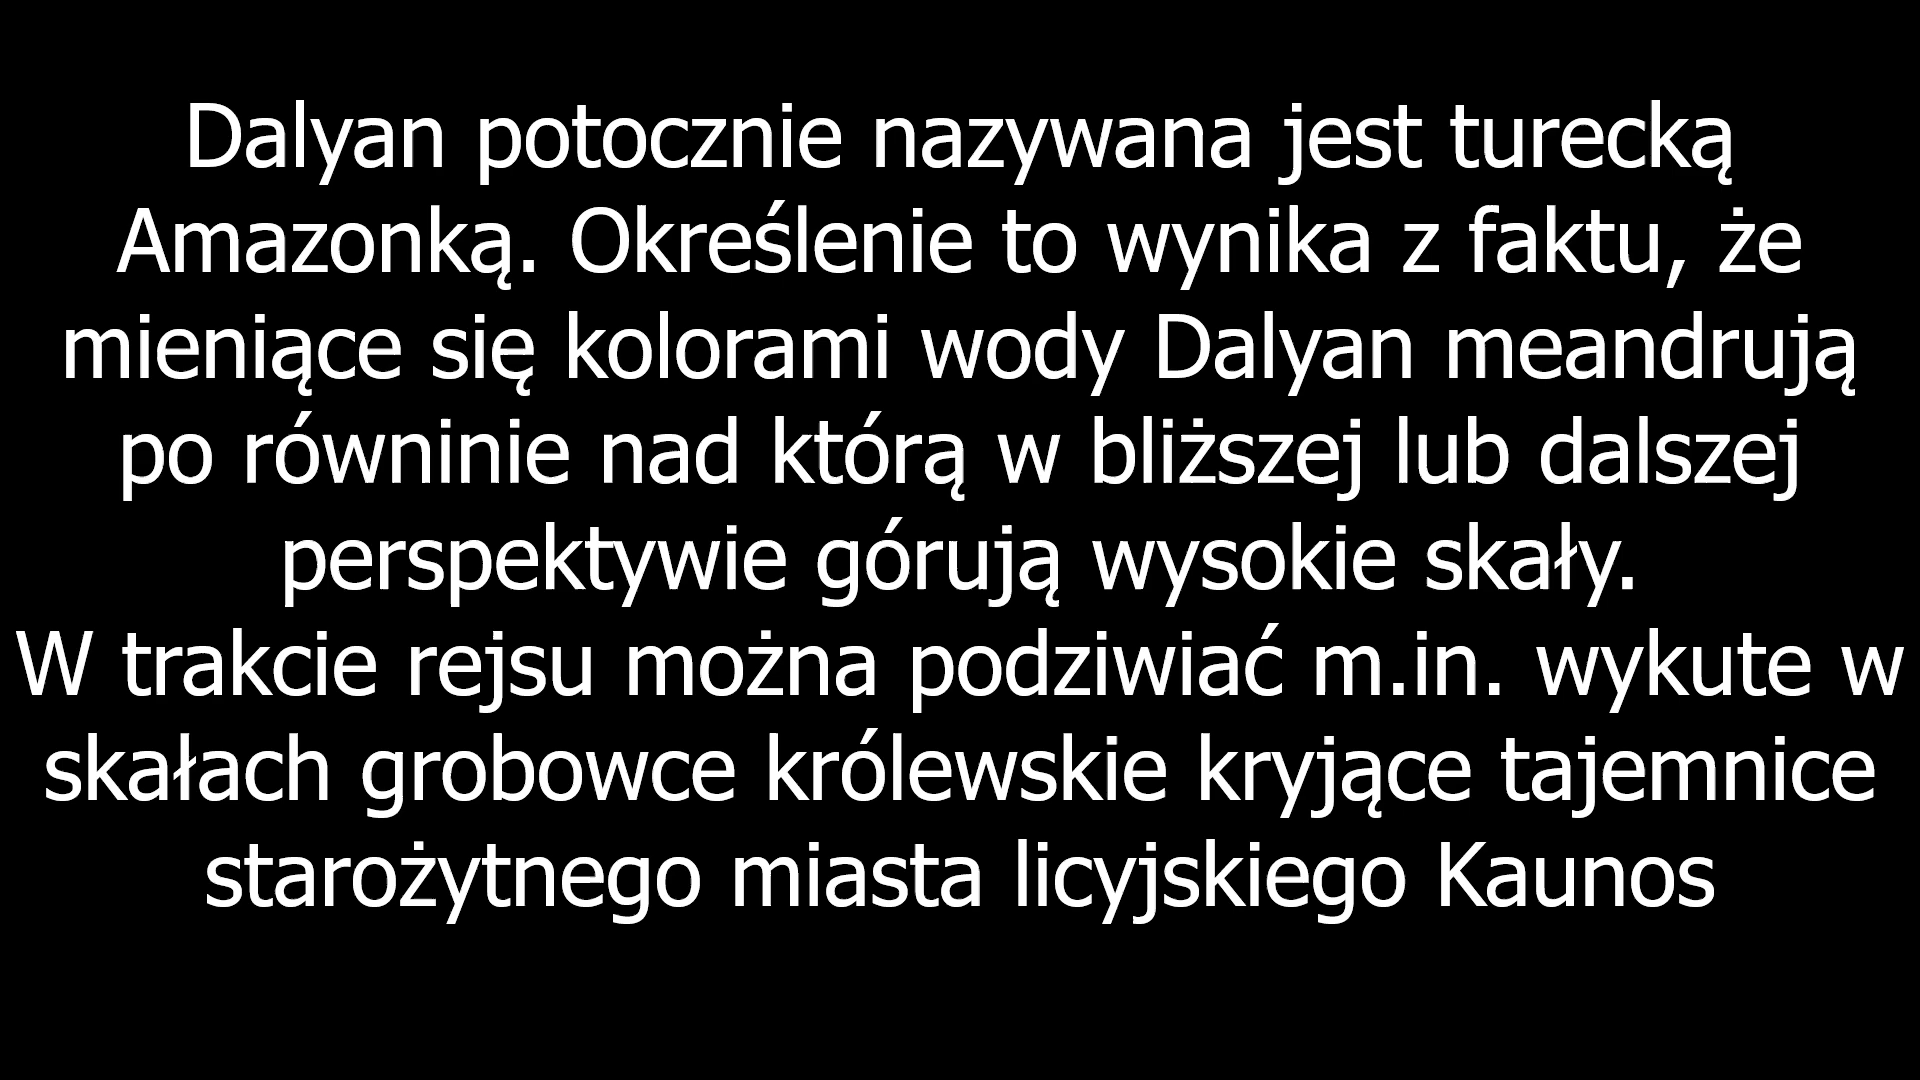 Dalyan potocznie nazywana jest turecką
Amazonką. Określenie to wynika z faktu, że
mieniące się kolorami wody Dalyan meandrują
po równinie nad którą w bliższej lub dalszej
perspektywie górują wysokie skały.
W trakcie rejsu można podziwiać m.in. wykute w
skałach grobowce królewskie kryjące tajemnice
starożytnego miasta licyjskiego Kaunos